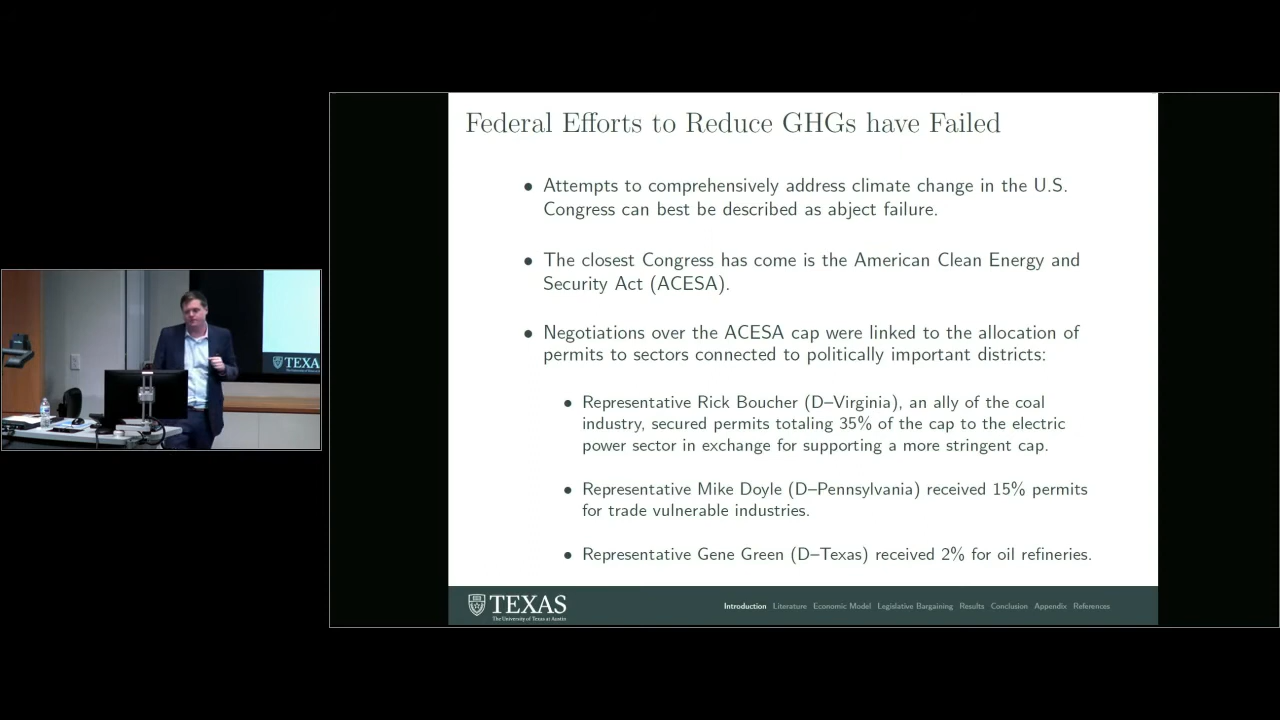 Federal Efforts to Reduce GHGs have Failed
• Attempts to comprehensively address climate change in the U.S.
Congress can best be described as abject failure.
• The closest Congress has come is the American Clean Energy and
Security Act (ACESA).
• Negotiations over the ACESA cap were linked to the allocation of
permits to sectors connected to politically important districts:
• Representative Rick Boucher (D–Virginia), an ally of the coal
industry, secured permits totaling 35% of the cap to the electric
power sector in exchange for supporting a more stringent cap.
• Representative Mike Doyle (D–Pennsylvania) received 15% permits
for trade vulnerable industries.
• Representative Gene Green (D–Texas) received 2% for oil refineries.
TEXAS
The University of Texas at Austin
Introduction Literature Economic Model Legislative Bargaining Results Conclusion Appendix References
TEXA